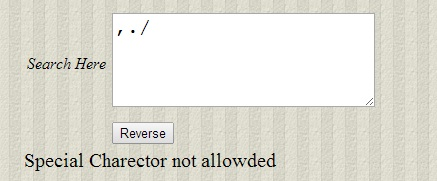 ,./
Search Here
Reverse
Special Charector not allowded